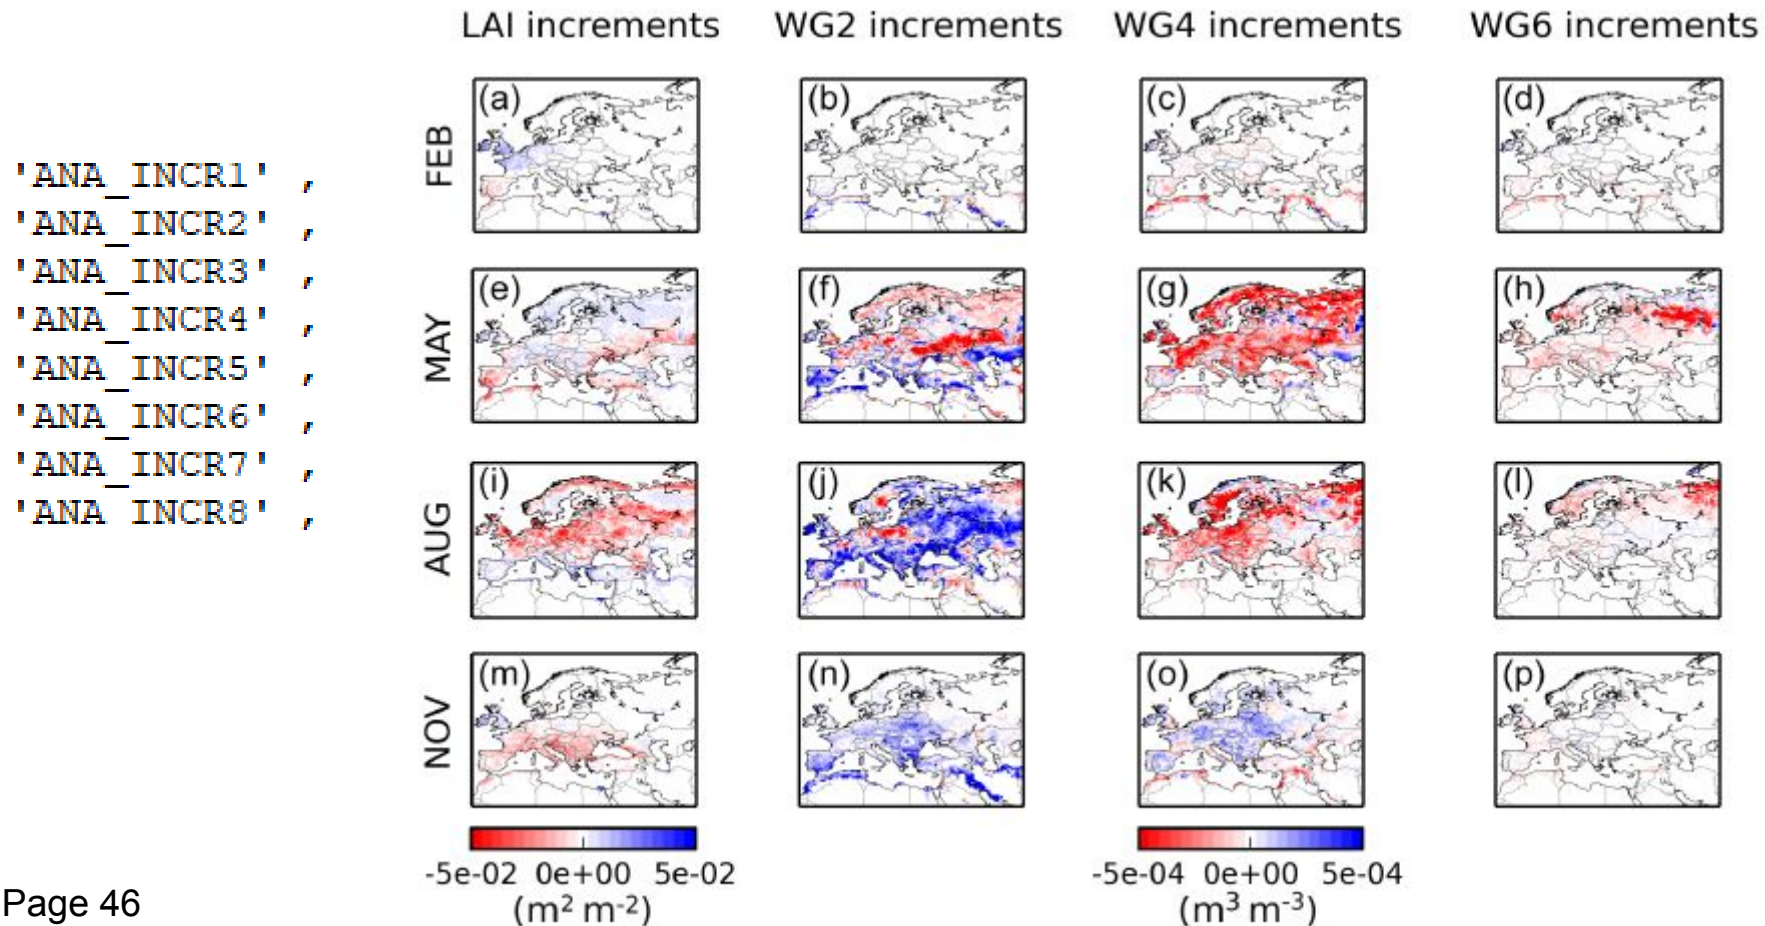 'ANA_INCR1' ,
'ANA_INCR2' ,
'ANA_INCR3' ,
'ANA_INCR4' ,
'ANA_INCR5' ,
'ANA_INCR6' ,
'ANA_INCR7' ,
'ANA_INCR8' ,
LAI increments WG2 increments WG4 increments WG6 increments
FEB (a) (b) (c) (d)
MAY (e) (f) (g) (h)
AUG (i) (j) (k) (l)
NOV (m) (n) (o) (p)
-5e-02 0e+00 5e-02 -5e-04 0e+00 5e-04
(m² m⁻²) (m³ m⁻³)
Page 46